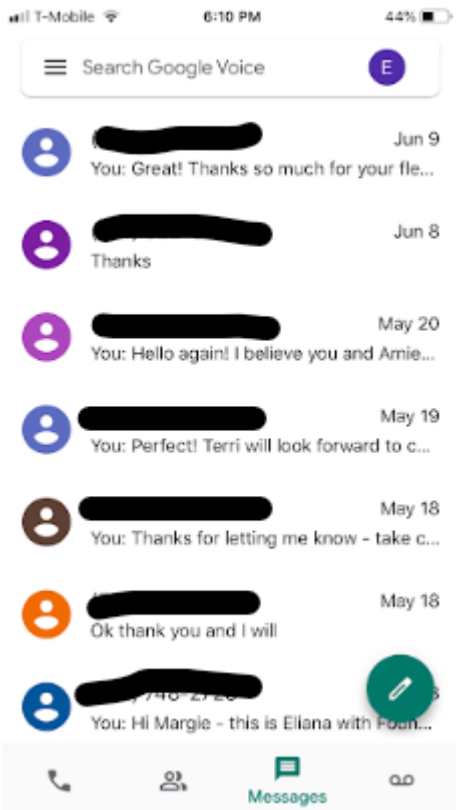 T-Mobile 6:10 PM 44%
Search Google Voice E
Jun 9
You: Great! Thanks so much for your fle...
Jun 8
Thanks
May 20
You: Hello again! I believe you and Amie...
May 19
You: Perfect! Terri will look forward to c...
May 18
You: Thanks for letting me know - take c...
May 18
Ok thank you and I will
You: Hi Margie - this is Eliana with Foun...
Messages